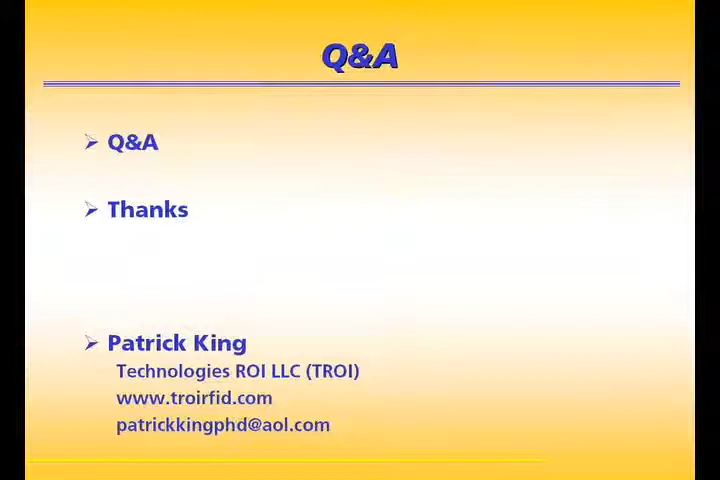 Q&A
Q&A
Thanks
Patrick King
Technologies ROI LLC (TROI)
www.troirfid.com
patrickkingphd@aol.com